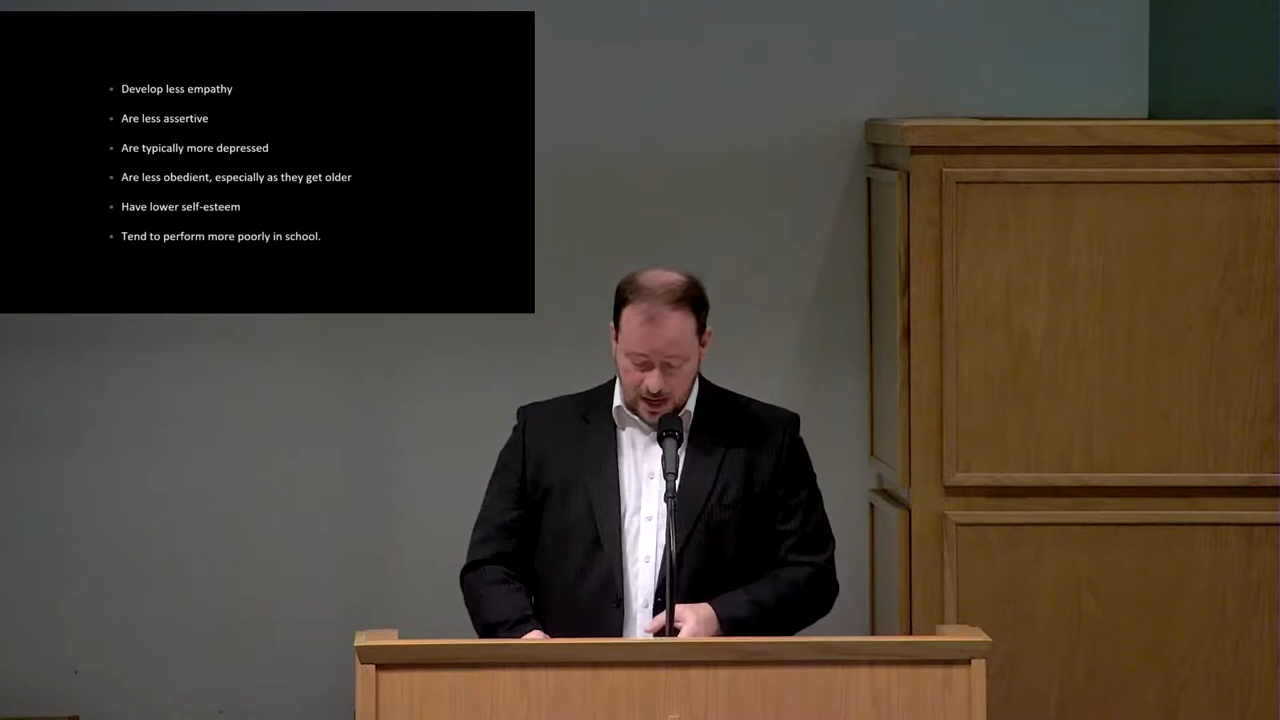 • Develop less empathy
• Are less assertive
• Are typically more depressed
• Are less obedient, especially as they get older
• Have lower self-esteem
• Tend to perform more poorly in school.